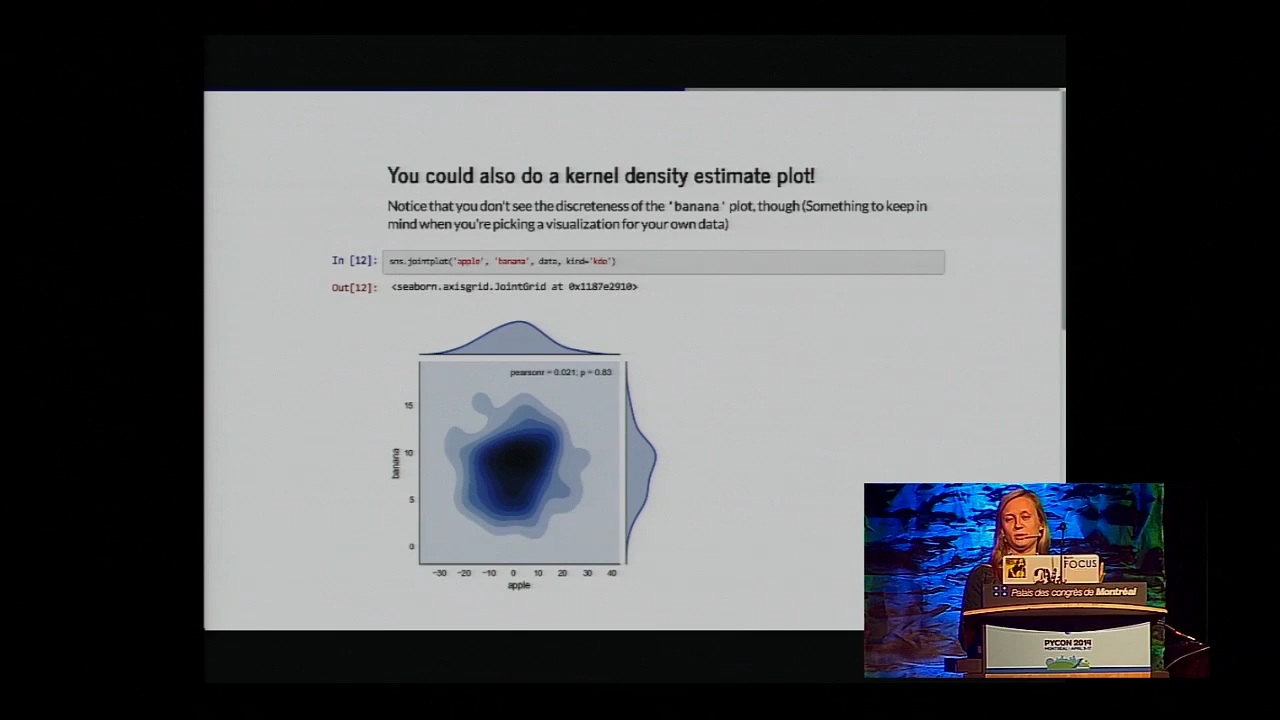 You could also do a kernel density estimate plot!
Notice that you don't see the discreteness of the 'banana' plot, though (Something to keep in
mind when you're picking a visualization for your own data)
In [12]: sns.jointplot('apple', 'banana', data, kind='kde')
Out[12]: <seaborn.axisgrid.JointGrid at 0x1187e2910>
pearsonr = 0.021; p = 0.83
15
10
5
0
banana
-30 -20 -10 0 10 20 30 40
apple
FOCUS
Palais des congrès de Montréal
PYCON 2014
MONTRÉAL - APRIL 9-17